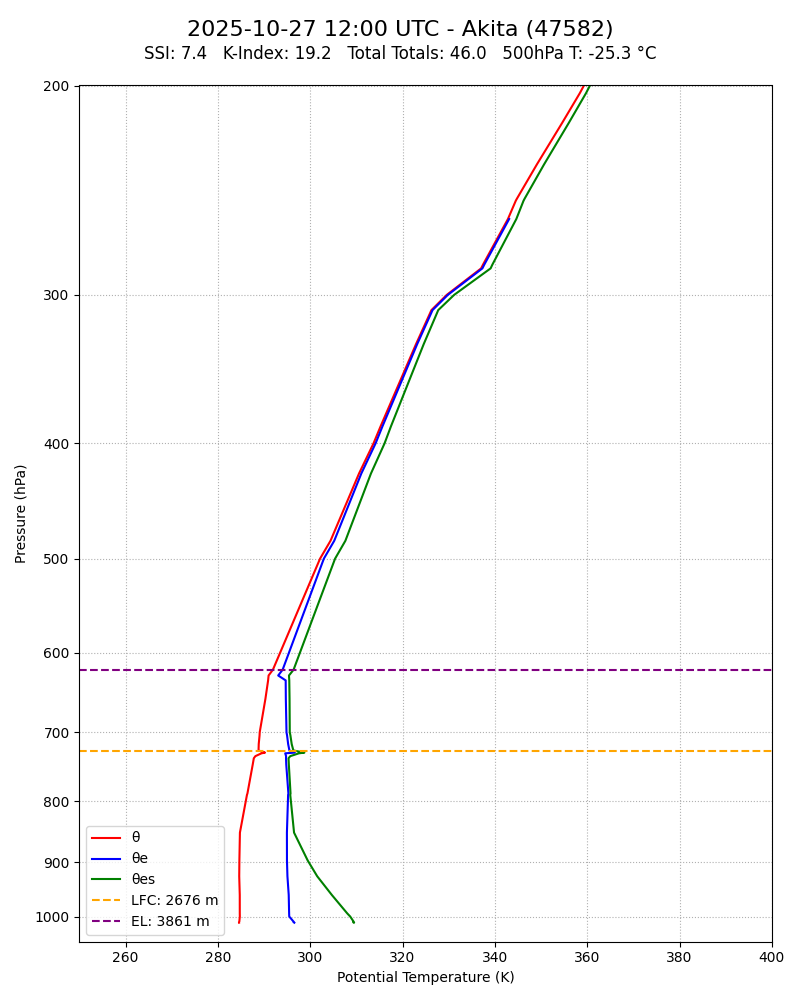 2025-10-27 12:00 UTC - Akita (47582)
SSI: 7.4 K-Index: 19.2 Total Totals: 46.0 500hPa T: -25.3 °C
200
300
400
500
600
700
800
900
1000
Pressure (hPa)
θ
θe
θes
LFC: 2676 m
EL: 3861 m
260 280 300 320 340 360 380 400
Potential Temperature (K)